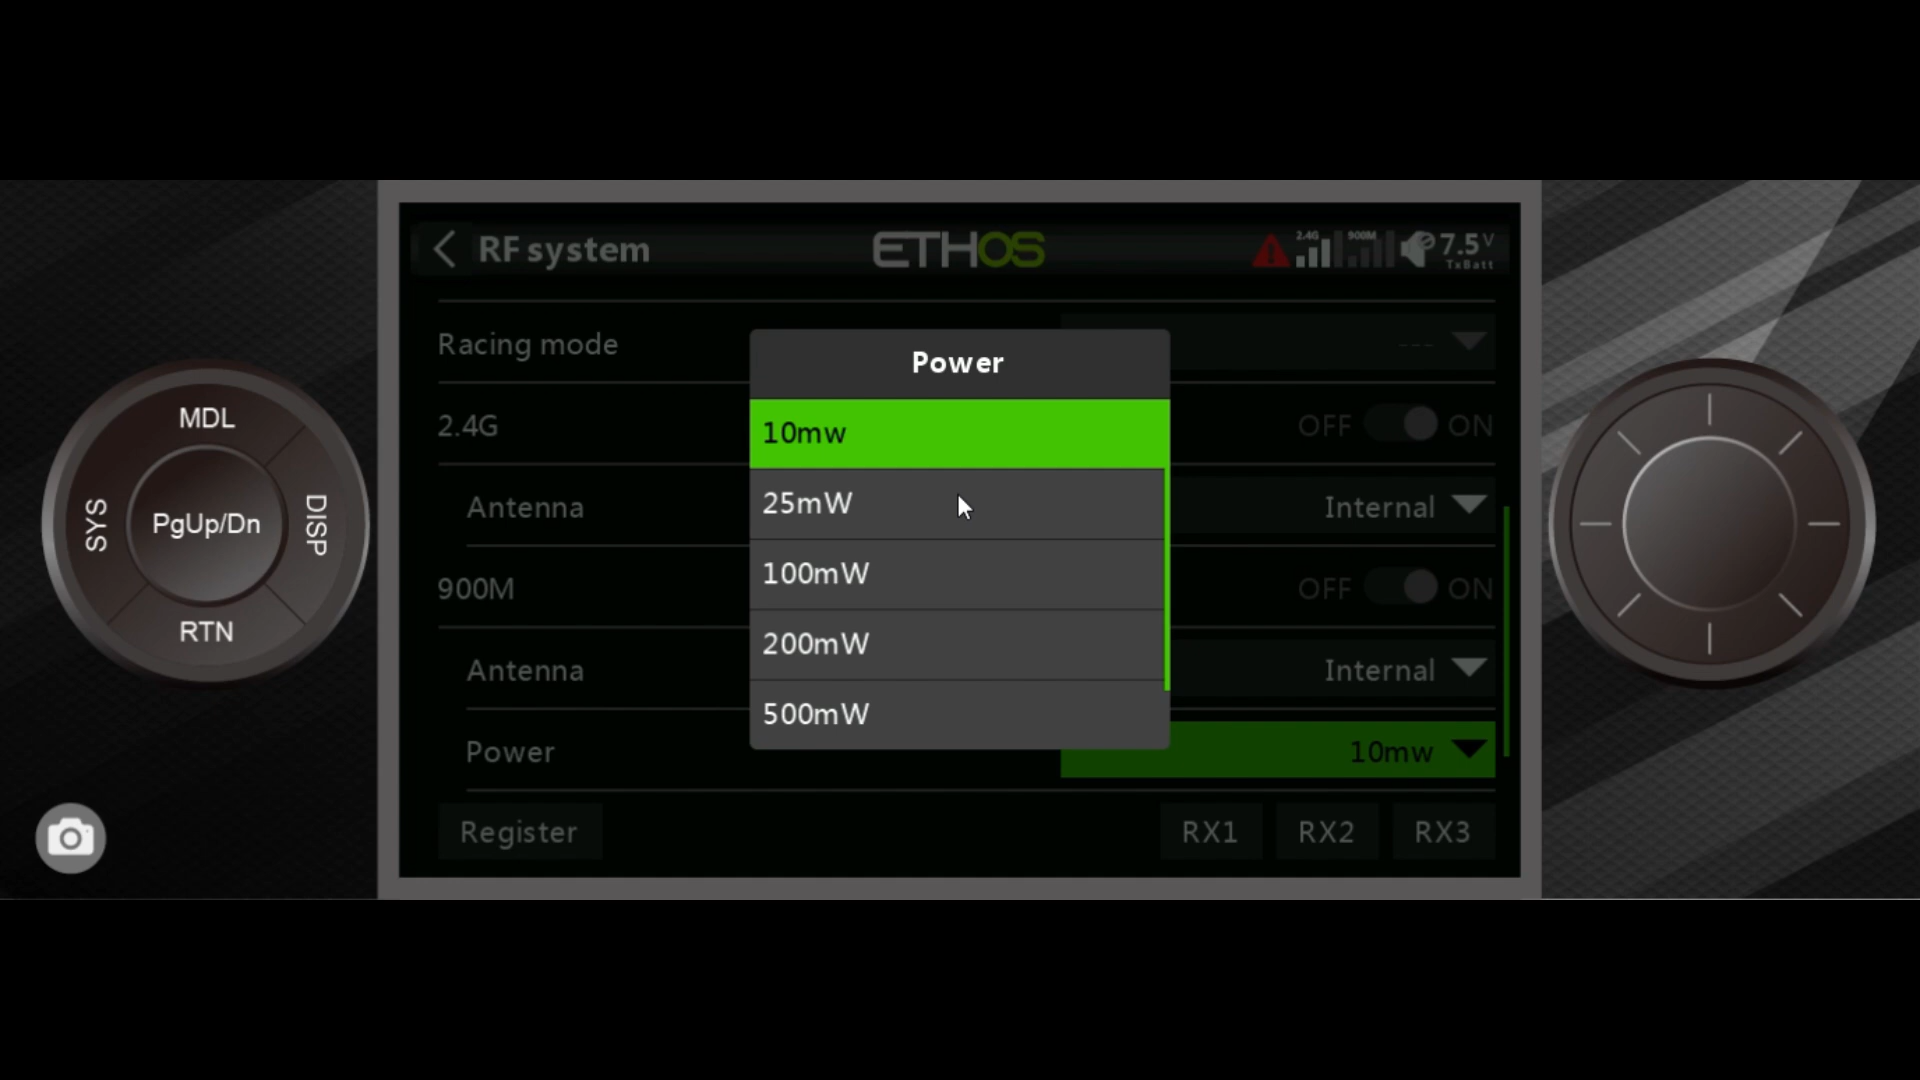 RF system
ETHOS
2.4G
900M
7.5V
TxBatt
Racing mode
---
Power
10mw
25mW
100mW
200mW
500mW
2.4G
OFF ON
Antenna
Internal
900M
OFF ON
Antenna
Internal
Power
10mw
Register
RX1
RX2
RX3
MDL
SYS
PgUp/Dn
DISP
RTN